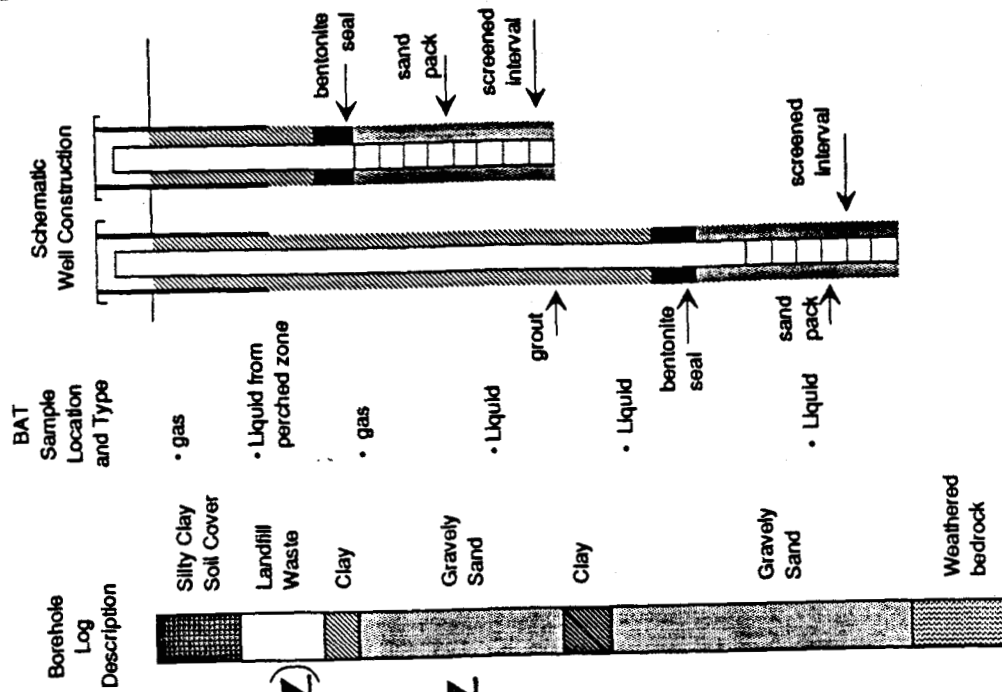 Schematic
Well Construction
bentonite
seal
sand
pack
screened
interval
screened
interval
grout
bentonite
seal
sand
pack
BAT
Sample
Location
and Type
• gas
• Liquid from
perched zone
• gas
• Liquid
• Liquid
• Liquid
Borehole
Log
Description
Silty Clay
Soil Cover
Landfill
Waste
Clay
Gravely
Sand
Clay
Gravely
Sand
Weathered
bedrock